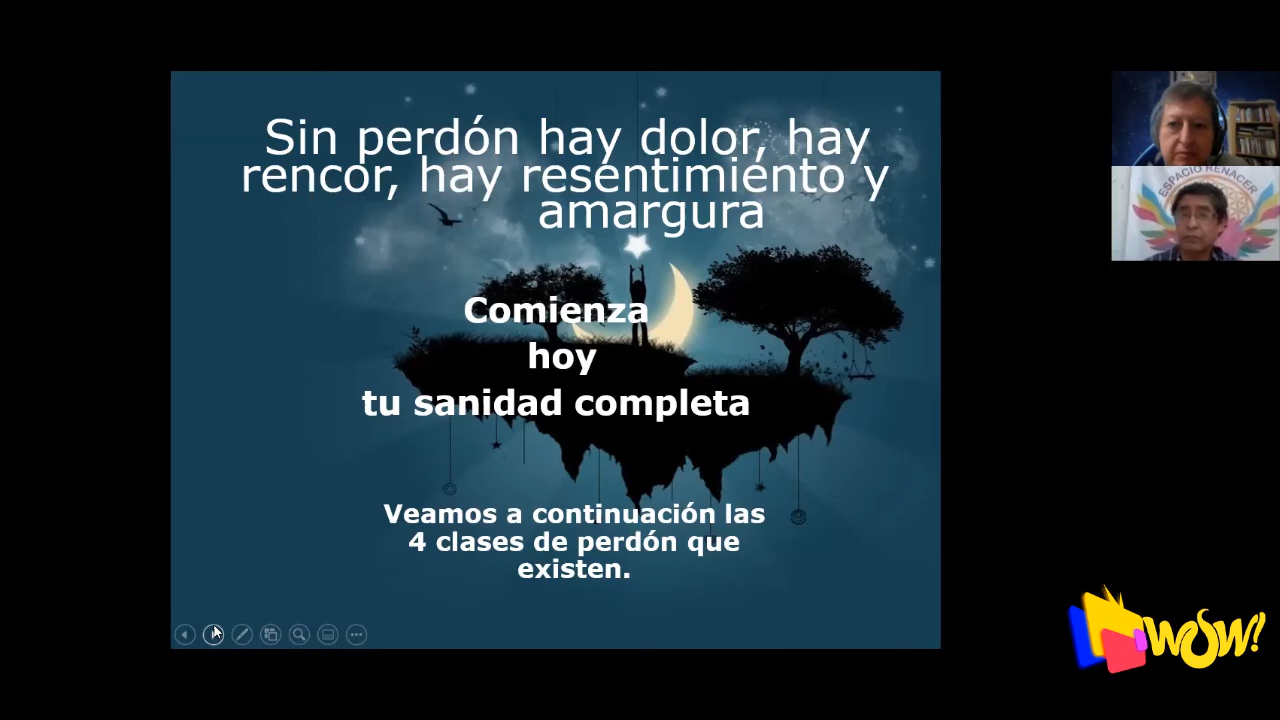 Sin perdón hay dolor, hay
rencor, hay resentimiento y
amargura
Comienza
hoy
tu sanidad completa
Veamos a continuación las
4 clases de perdón que
existen.
ESPACIO RENACER
WOW!